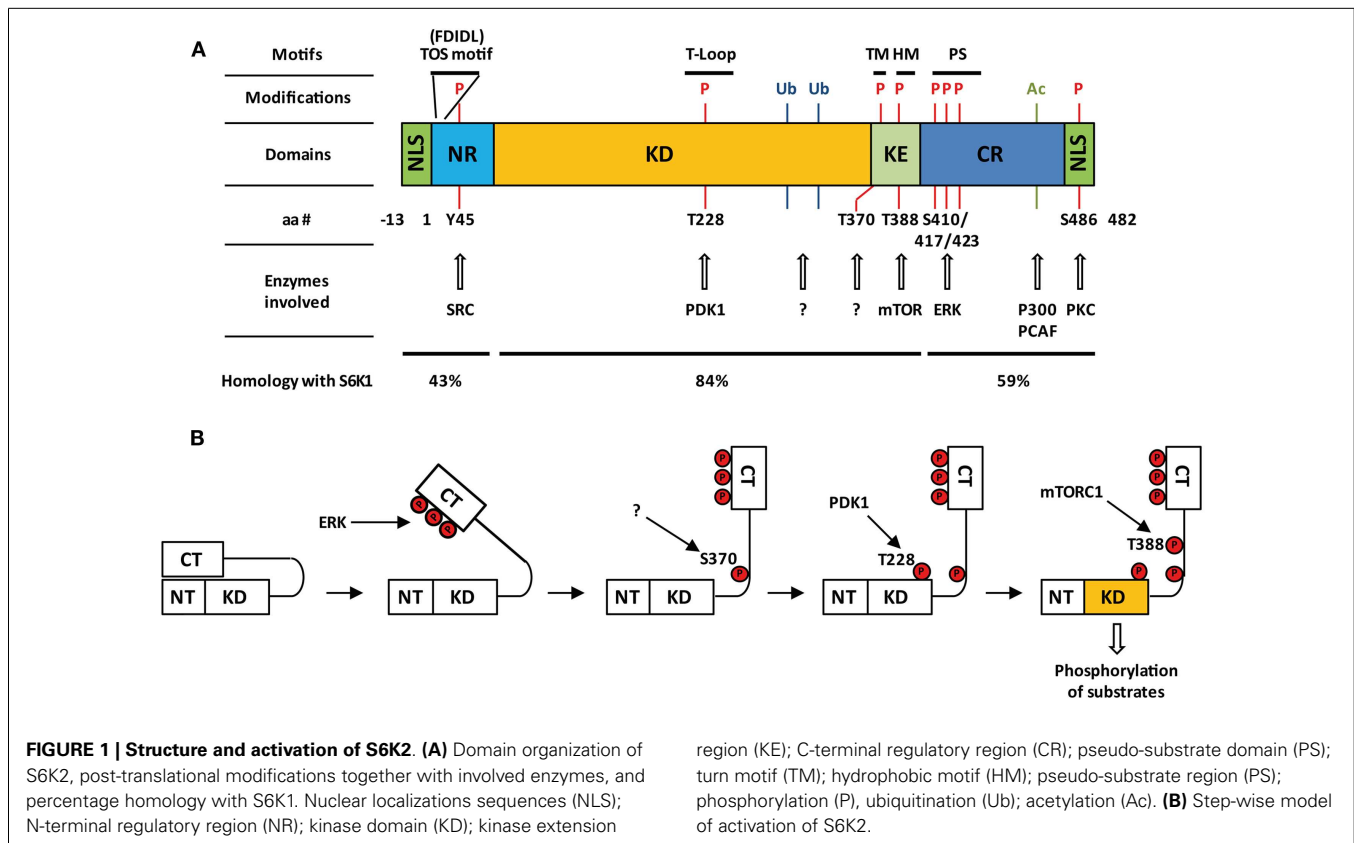 A
Motifs
(FDIDL)
TOS motif
T-Loop
TM HM PS
Modifications
P P Ub Ub P P P P P Ac P
Domains
NLS NR KD KE CR NLS
aa #
-13 1 Y45 T228 T370 T388 S410/ S486 482
417/423
Enzymes
involved
SRC PDK1 ? ? mTOR ERK P300 PKC
PCAF
Homology with S6K1 43% 84% 59%
B
CT
NT KD
ERK
CT
P P P
NT KD
?
S370
CT
P P P
P
NT KD
PDK1
T228
CT
P P P
P P
NT KD
mTORC1
T388
CT
P P P
P
P P
NT KD
Phosphorylation
of substrates
FIGURE 1 | Structure and activation of S6K2. (A) Domain organization of
S6K2, post-translational modifications together with involved enzymes, and
percentage homology with S6K1. Nuclear localizations sequences (NLS);
N-terminal regulatory region (NR); kinase domain (KD); kinase extension
region (KE); C-terminal regulatory region (CR); pseudo-substrate domain (PS);
turn motif (TM); hydrophobic motif (HM); pseudo-substrate region (PS);
phosphorylation (P), ubiquitination (Ub); acetylation (Ac). (B) Step-wise model
of activation of S6K2.